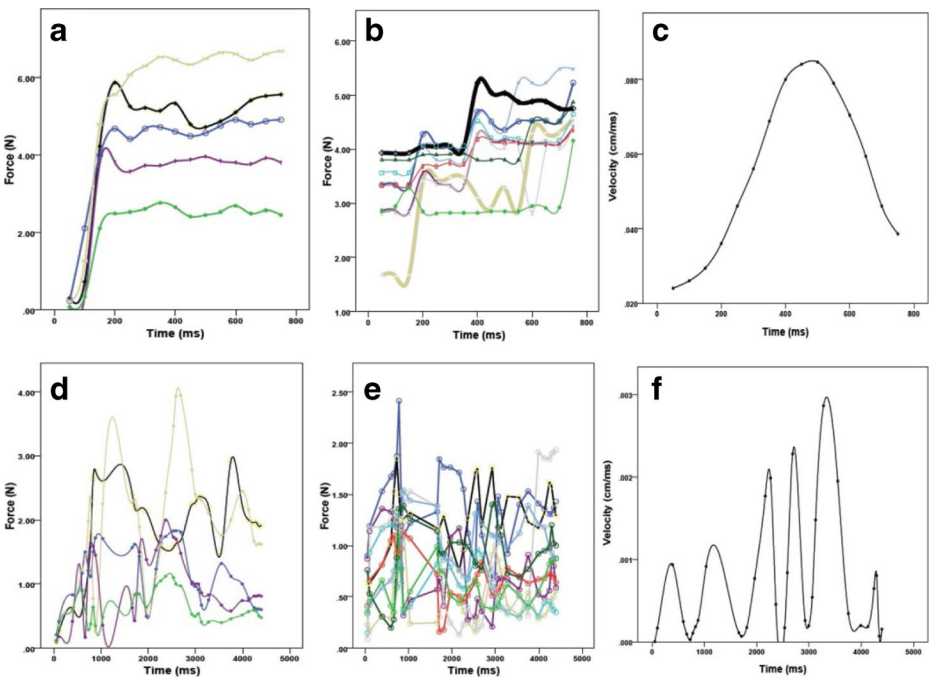 a
Force (N)
6.00
4.00
2.00
.00
0 200 400 600 800
Time (ms)
b
Force (N)
6.00
5.00
4.00
3.00
2.00
1.00
0 200 400 600 800
Time (ms)
c
Velocity (cm/ms)
.080
.060
.040
.020
0 200 400 600 800
Time (ms)
d
Force (N)
4.00
3.00
2.00
1.00
.00
0 1000 2000 3000 4000 5000
Time (ms)
e
Force (N)
2.50
2.00
1.50
1.00
.50
.00
0 1000 2000 3000 4000 5000
Time (ms)
f
Velocity (cm/ms)
.003
.002
.001
.000
0 1000 2000 3000 4000 5000
Time (ms)